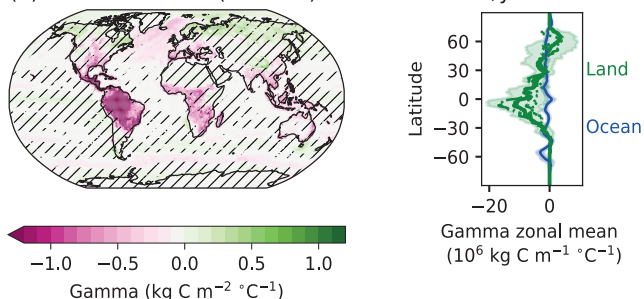 60
30
0
−30
−60
Latitude
Land
Ocean
−20
0
Gamma zonal mean
(10⁶ kg C m⁻¹ °C⁻¹)
−1.0
−0.5
0.0
0.5
1.0
Gamma (kg C m⁻² °C⁻¹)